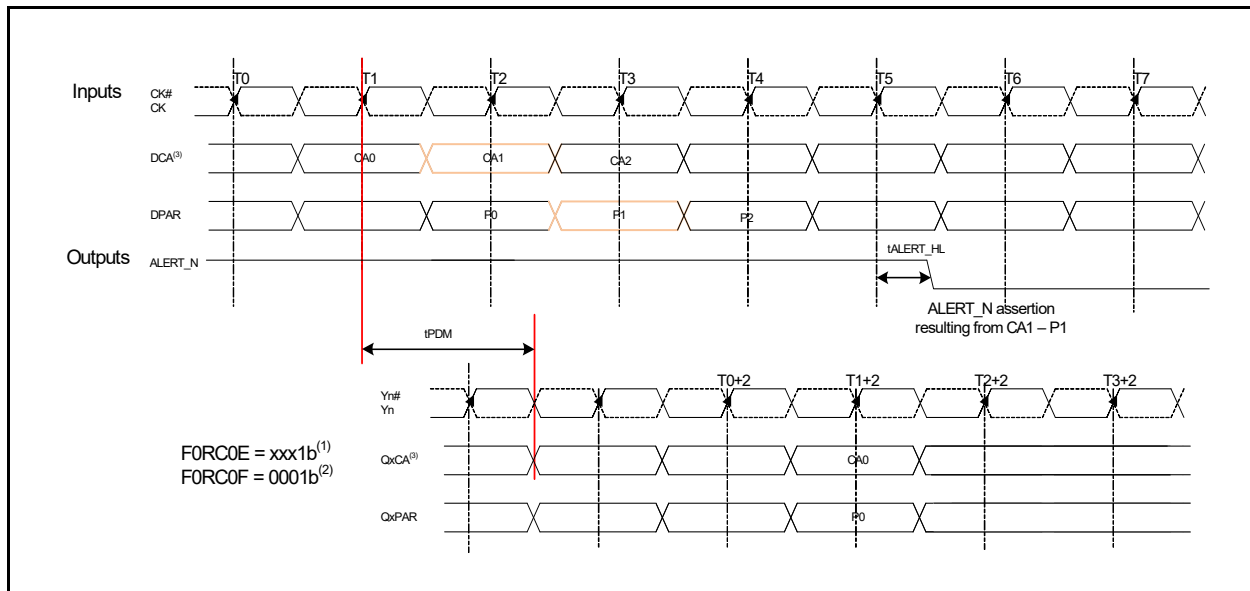 T0 T1 T2 T3 T4 T5 T6 T7
Inputs
CK#
CK
DCA(3) CA0 CA1 CA2
DPAR P0 P1 P2
Outputs
ALERT_N
tALERT_HL
ALERT_N assertion
resulting from CA1 – P1
tPDM
T0+2 T1+2 T2+2 T3+2
Yn#
Yn
F0RC0E = xxx1b(1)
F0RC0F = 0001b(2)
QxCA(3) CA0
QxPAR P0